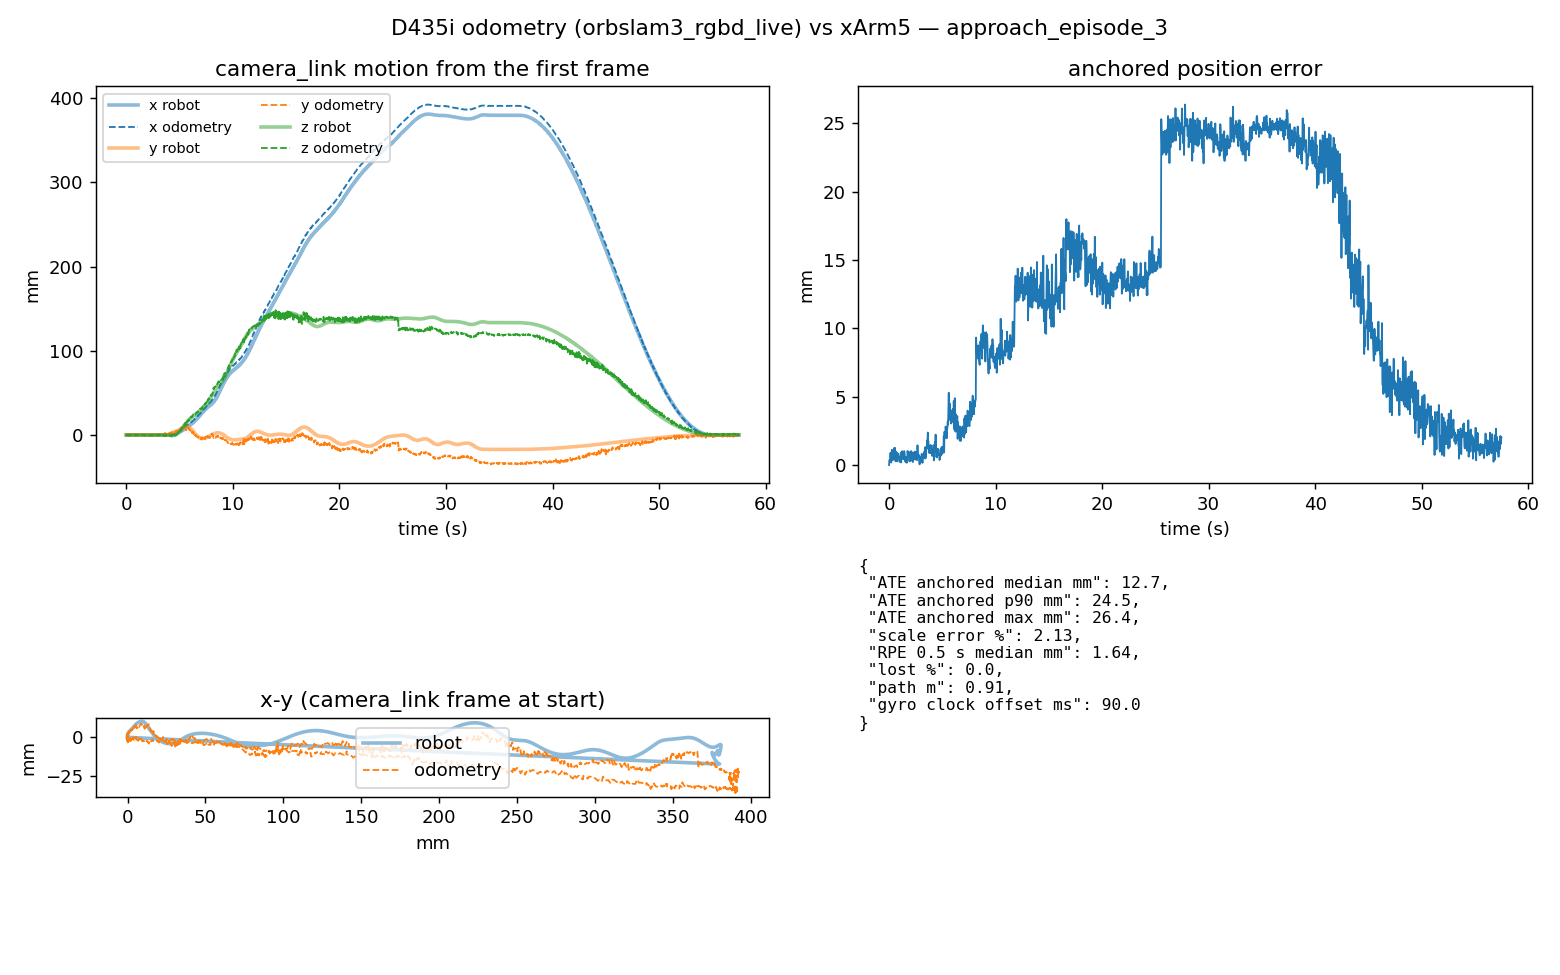 D435i odometry (orbslam3_rgbd_live) vs xArm5 — approach_episode_3
camera_link motion from the first frame
400
300
200
100
0
mm
x robot
x odometry
y robot
y odometry
z robot
z odometry
0 10 20 30 40 50 60
time (s)
anchored position error
25
20
15
10
5
0
mm
0 10 20 30 40 50 60
time (s)
x-y (camera_link frame at start)
0
−25
mm
robot
odometry
0 50 100 150 200 250 300 350 400
mm
{
"ATE anchored median mm": 12.7,
"ATE anchored p90 mm": 24.5,
"ATE anchored max mm": 26.4,
"scale error %": 2.13,
"RPE 0.5 s median mm": 1.64,
"lost %": 0.0,
"path m": 0.91,
"gyro clock offset ms": 90.0
}